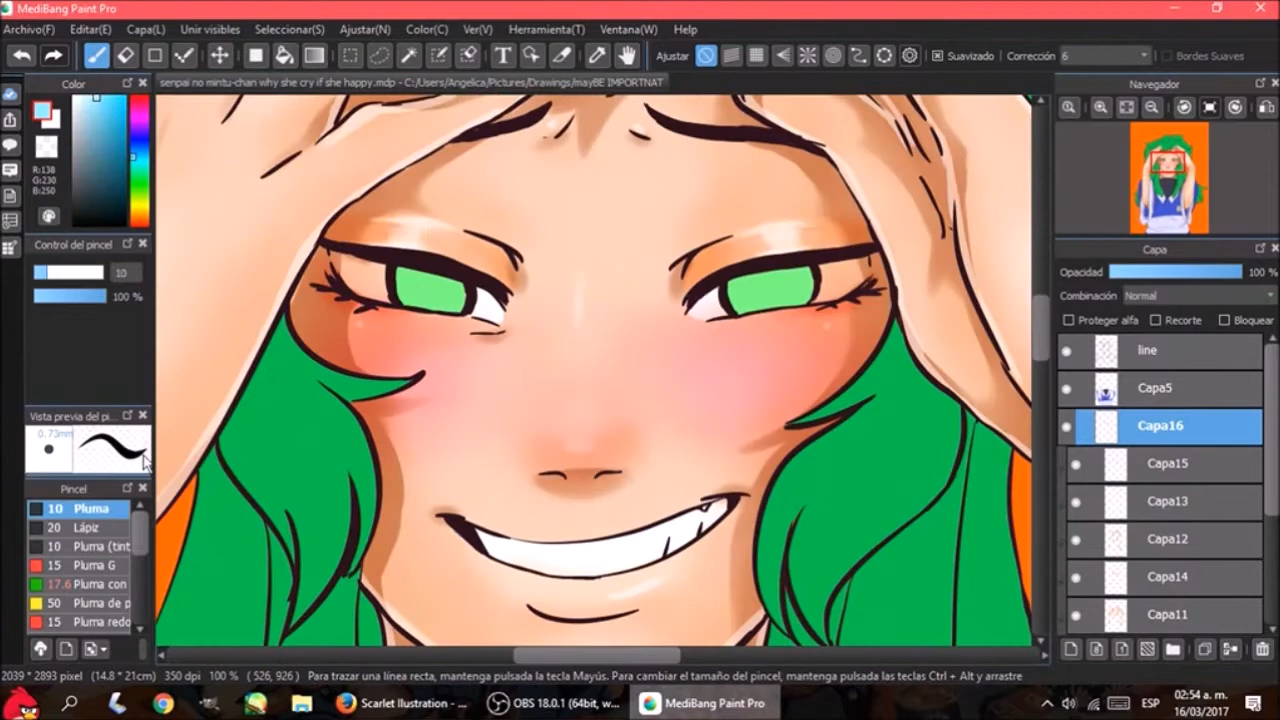 MediBang Paint Pro
Archivo(F) Editar(E) Capa(L) Unir visibles Seleccionar(S) Ajustar(N) Color(C) Ver(V) Herramienta(T) Ventana(W) Help
Ajustar Suavizado Corrección 6 Bordes Suaves
Color
senpai no mintu-chan why she cry if she happy.mdp - C:/Users/Angelica/Pictures/Drawings/mayBE IMPORTNAT
Navegador
R:138
G:230
B:250
Control del pincel
10
100 %
Capa
Opacidad 100 %
Combinación Normal
Proteger alfa Recorte Bloquear
line
Capa5
Capa16
Capa15
Capa13
Capa12
Capa14
Capa11
Vista previa del pi...
0.73mm
Pincel
10 Pluma
20 Lápiz
10 Pluma (tint
15 Pluma G
17.6 Pluma con
50 Pluma de p
15 Pluma redo
2039 * 2893 pixel (14.8 * 21cm) 350 dpi 100 % ( 526, 926 ) Para trazar una línea recta, mantenga pulsada la tecla Mayús. Para cambiar el tamaño del pincel, mantenga pulsadas las teclas Ctrl + Alt y arrastre
Scarlet Ilustration - ... OBS 18.0.1 (64bit, w... MediBang Paint Pro ESP 02:54 a. m.
16/03/2017